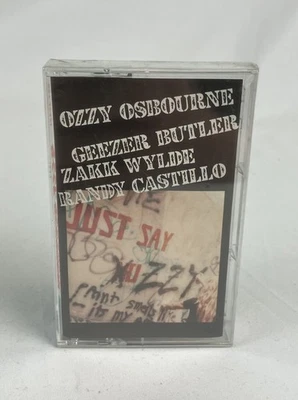 OZZY OSBOURNE
GEEZER BUTLER
ZAKK WYLDE
RANDY CASTILLO
JUST SAY
OZZY